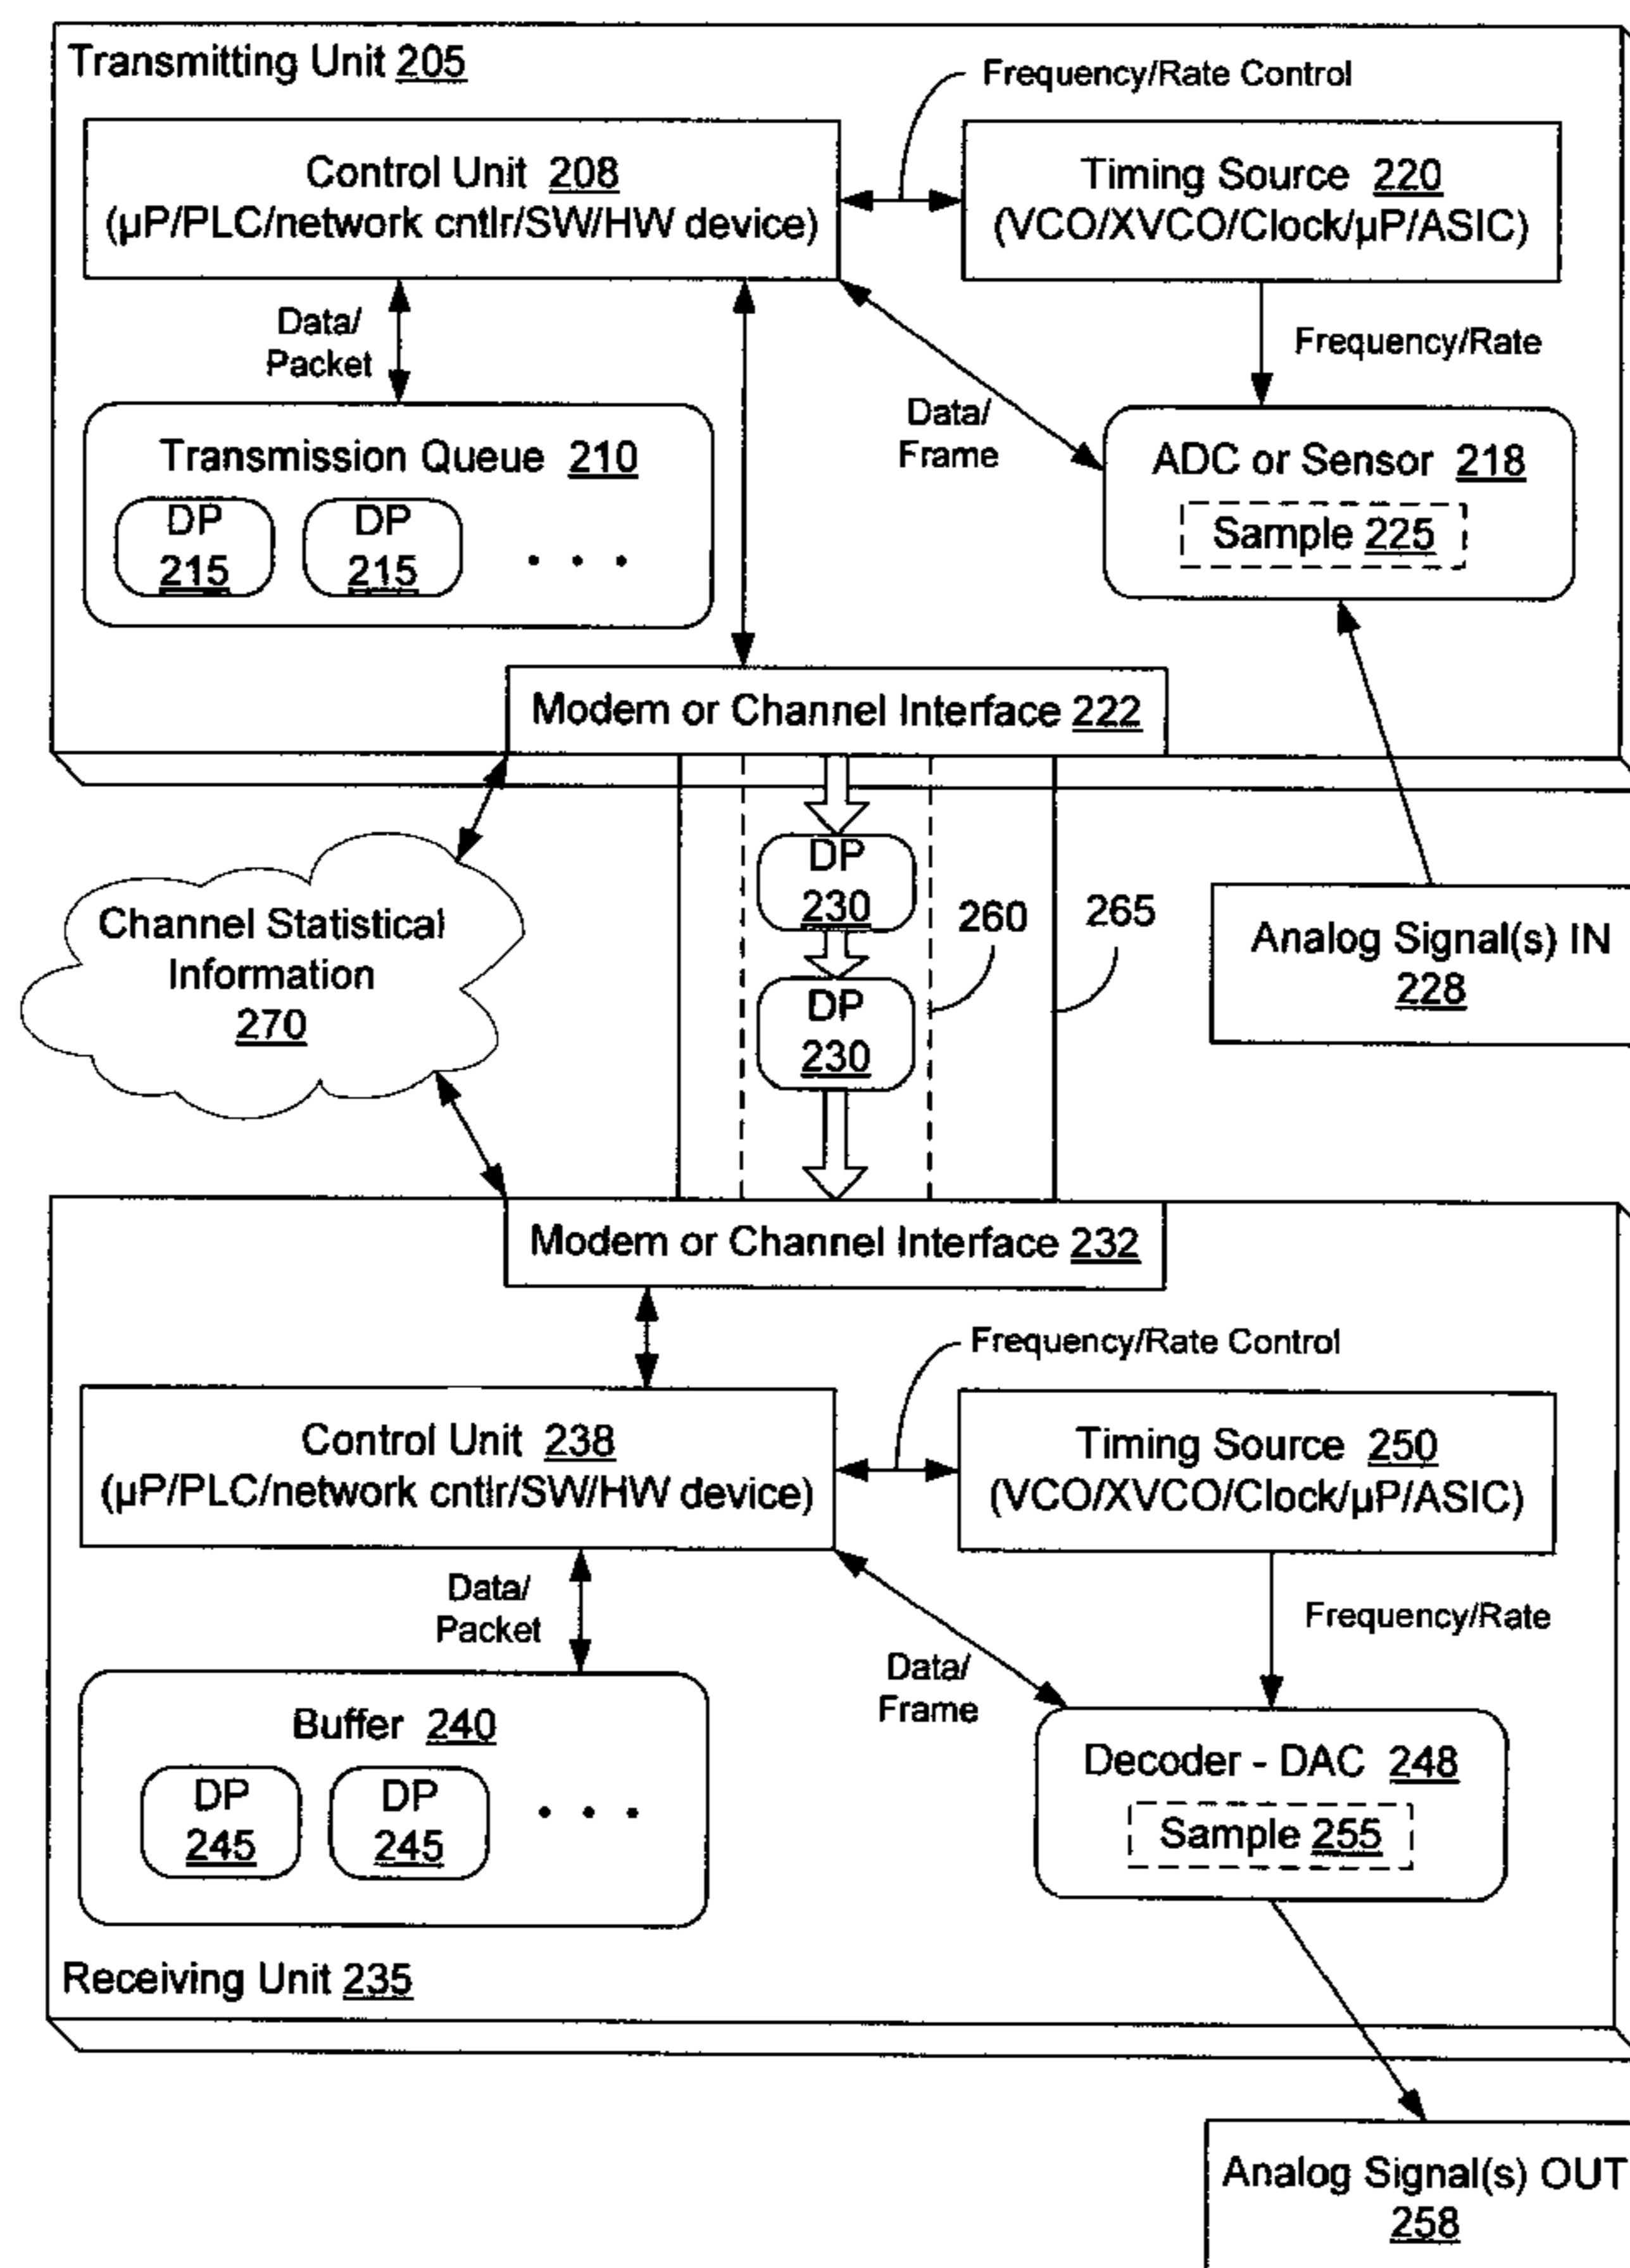 Transmitting Unit 205
Frequency/Rate Control
Control Unit 208
(µP/PLC/network cntlr/SW/HW device)
Timing Source 220
(VCO/XVCO/Clock/µP/ASIC)
Data/
Packet
Frequency/Rate
Data/
Frame
Transmission Queue 210
DP
215
DP
215
. . .
ADC or Sensor 218
Sample 225
Modem or Channel Interface 222
DP
230
DP
230
260
265
Channel Statistical
Information
270
Analog Signal(s) IN
228
Modem or Channel Interface 232
Frequency/Rate Control
Control Unit 238
(µP/PLC/network cntlr/SW/HW device)
Timing Source 250
(VCO/XVCO/Clock/µP/ASIC)
Data/
Packet
Frequency/Rate
Data/
Frame
Buffer 240
DP
245
DP
245
. . .
Decoder - DAC 248
Sample 255
Receiving Unit 235
Analog Signal(s) OUT
258